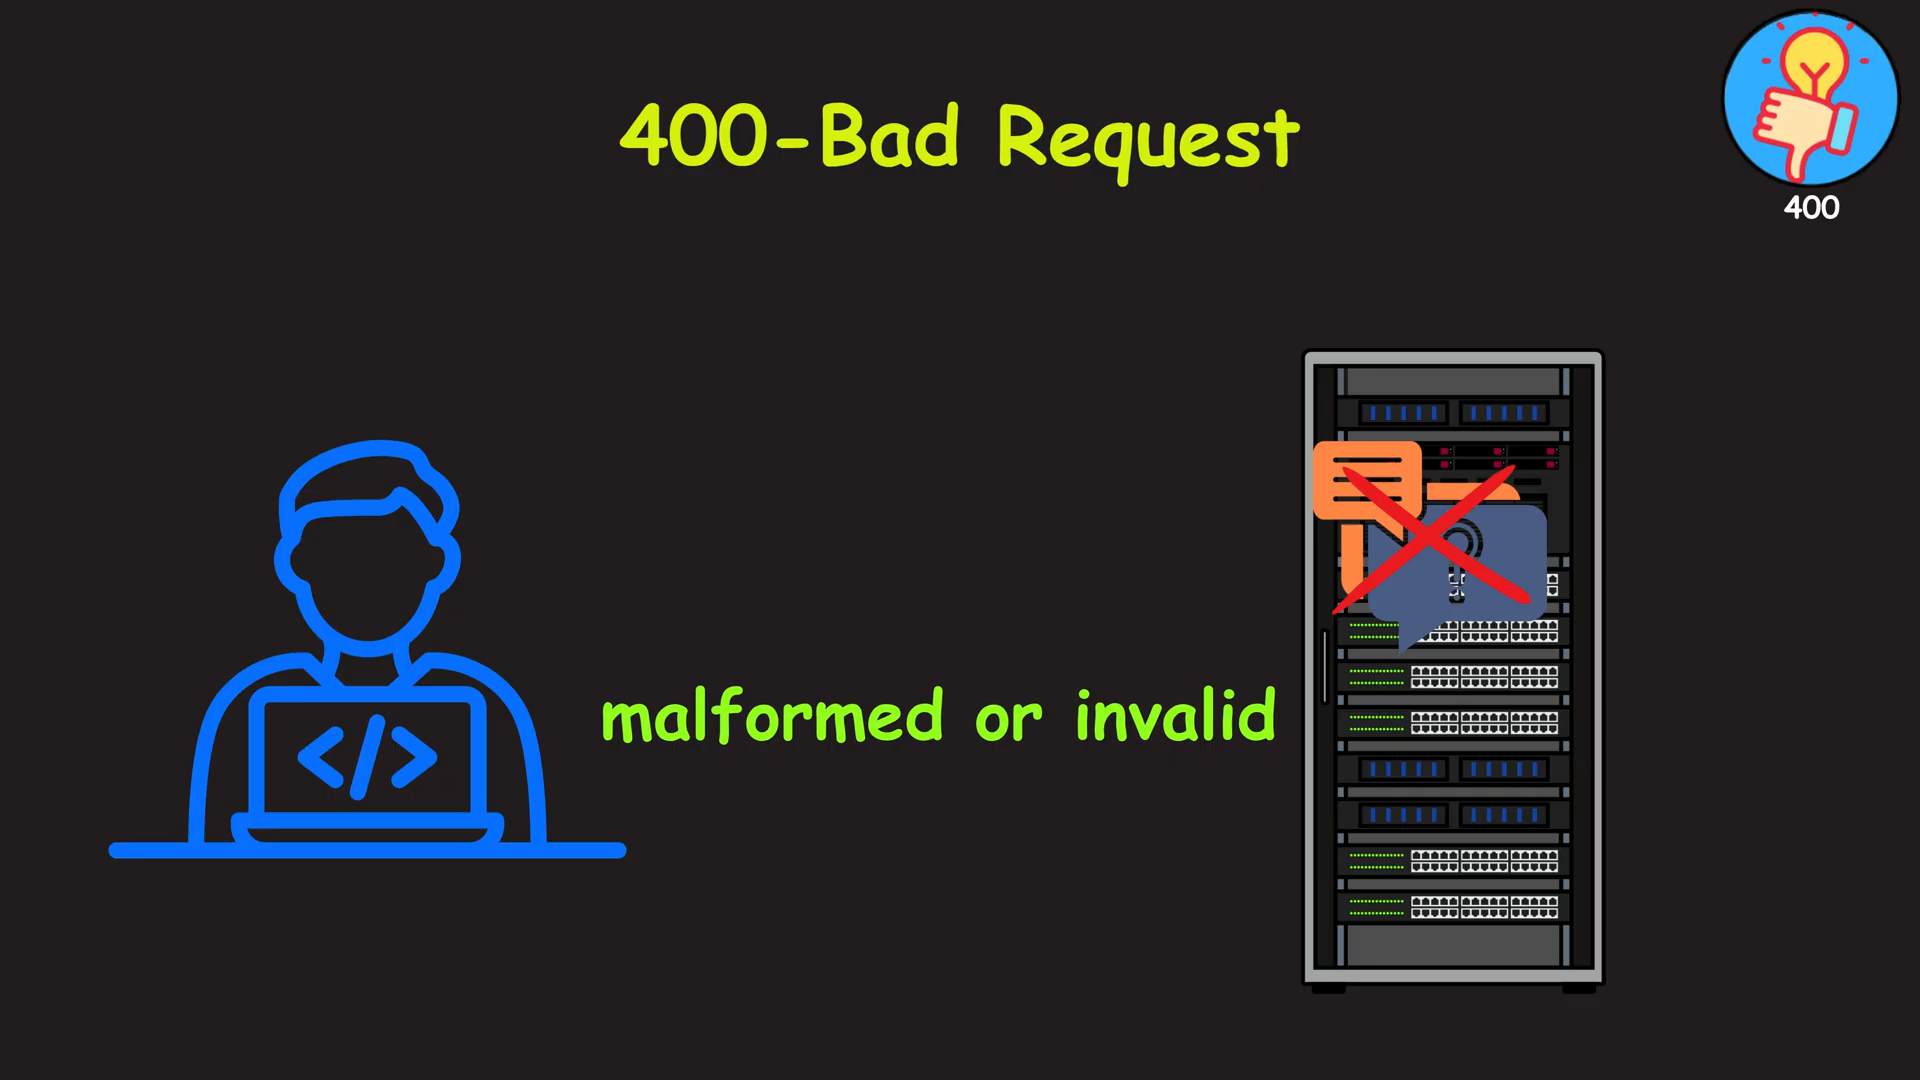 400-Bad Request
400
malformed or invalid
</>